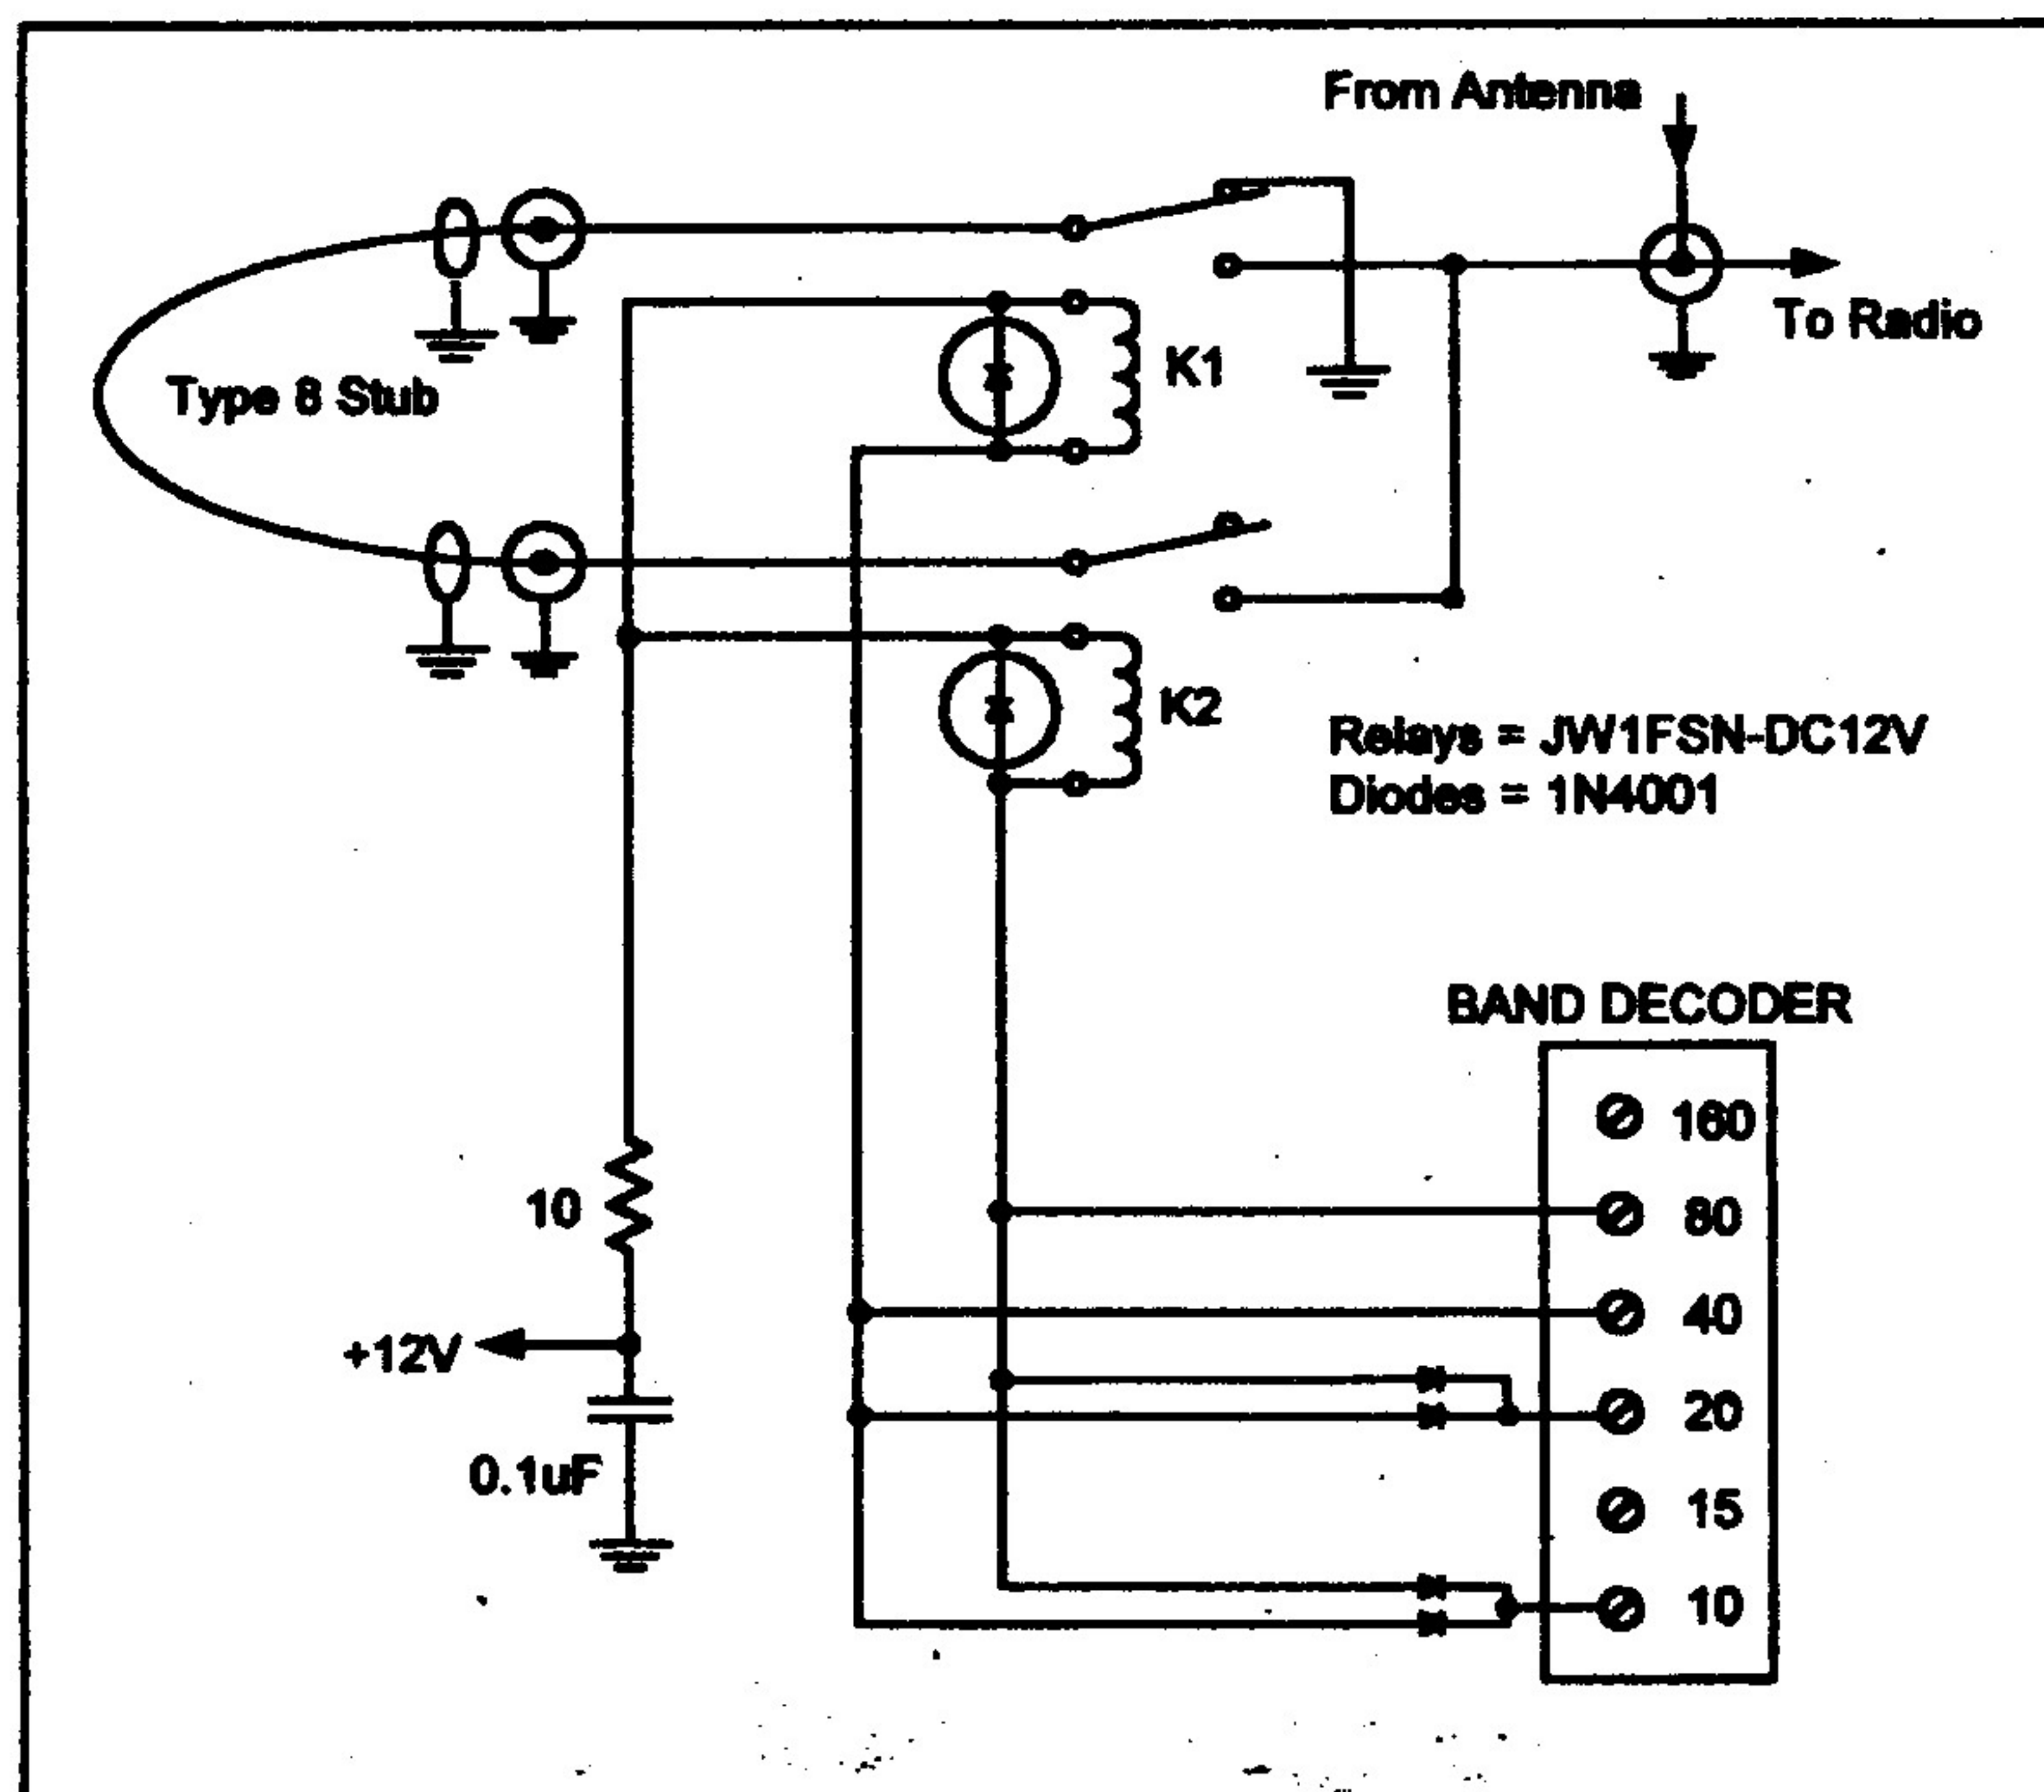 From Antenna
To Radio
Type 8 Stub
K1
K2
Relays = JW1FSN-DC12V
Diodes = 1N4001
BAND DECODER
160
80
10
40
+12V
20
0.1uF
15
10